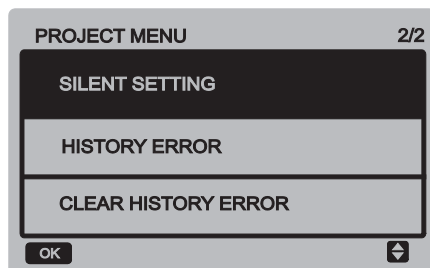 PROJECT MENU 2/2
SILENT SETTING
HISTORY ERROR
CLEAR HISTORY ERROR
OK